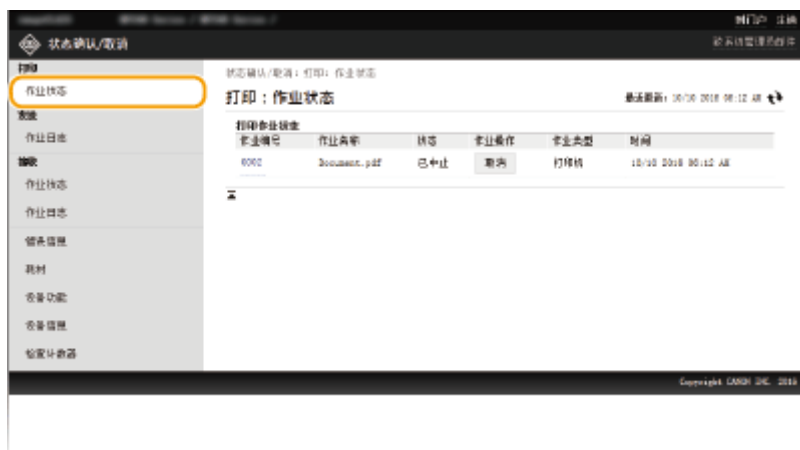 到门户 注销
状态确认/取消
给系统管理员邮件
打印
作业状态
发送
作业日志
接收
作业状态
作业日志
错误信息
耗材
设备功能
设备信息
检查计数器
状态确认/取消: 打印: 作业状态
打印：作业状态
最近更新: 10/10 2018 08:12 AM
打印作业状态
作业编号 作业名称 状态 作业操作 作业类型 时间
0002 Document.pdf 已中止 取消 打印机 10/10 2018 08:12 AM
Copyright CANON INC. 2018